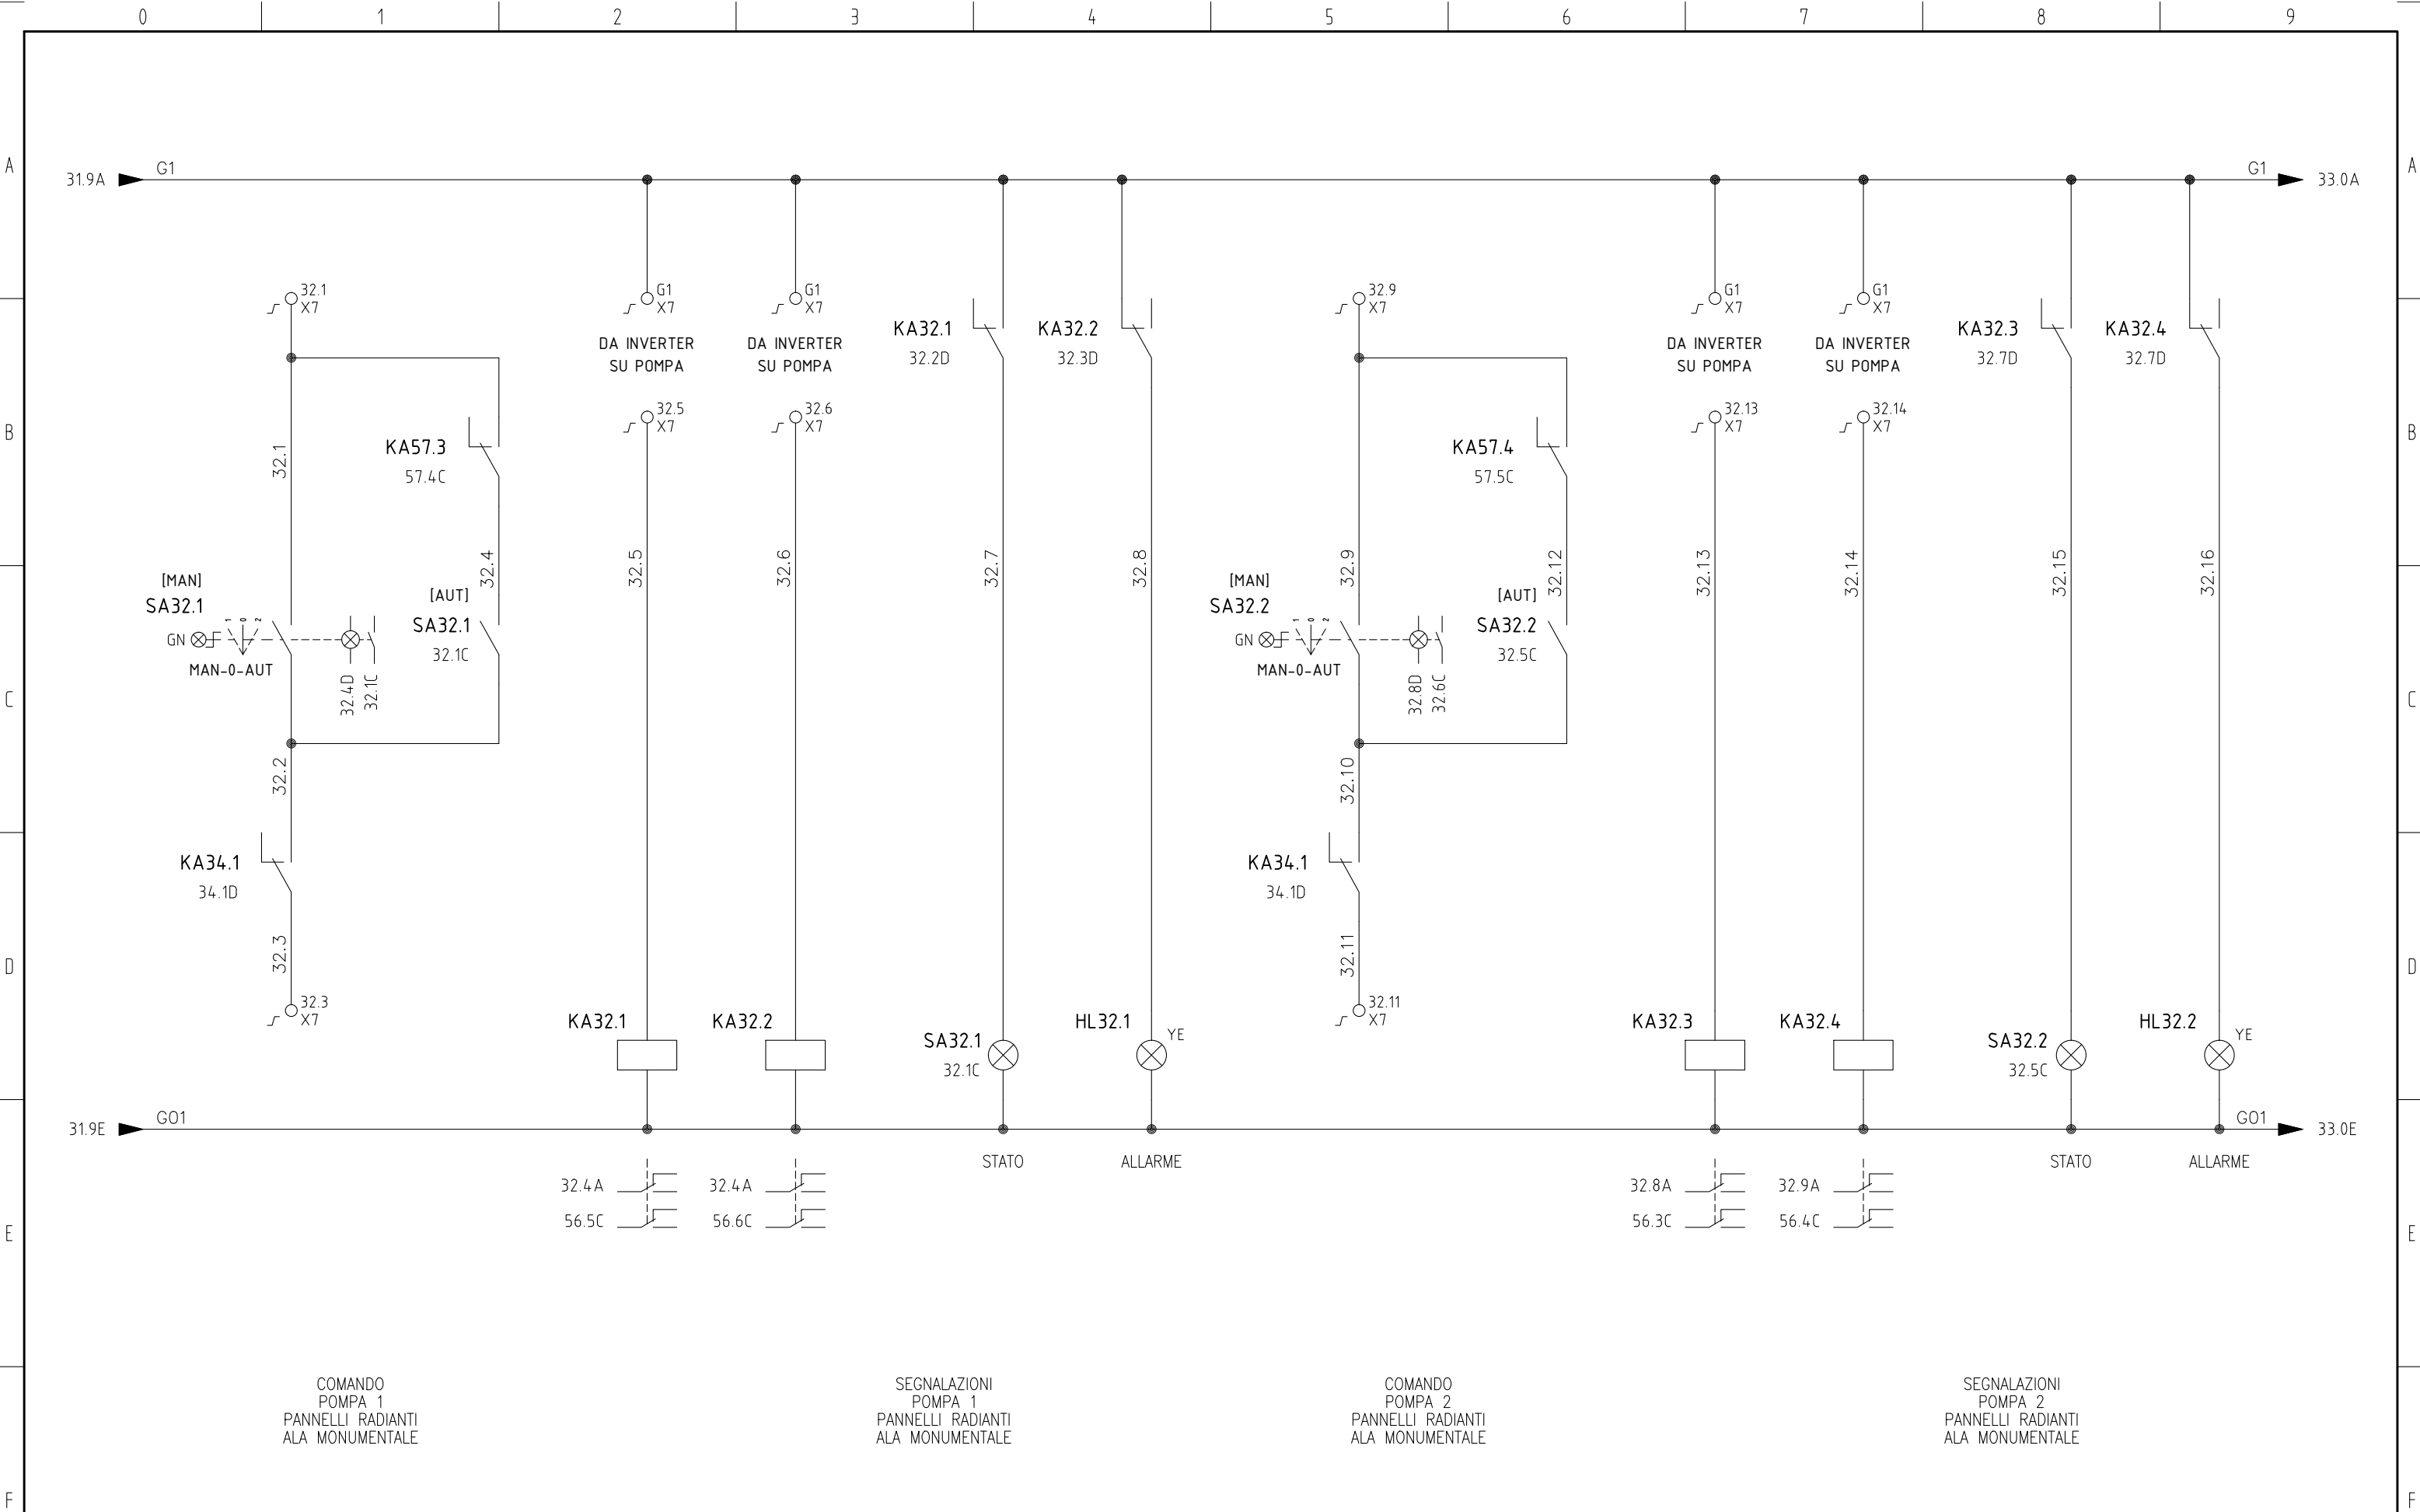 0 1 2 3 4 5 6 7 8 9
A A
31.9A G1 G1 33.0A
32.1
X7
G1
X7
G1
X7
32.9
X7
G1
X7
G1
X7
DA INVERTER
SU POMPA
DA INVERTER
SU POMPA
KA32.1
32.2D
KA32.2
32.3D
DA INVERTER
SU POMPA
DA INVERTER
SU POMPA
KA32.3
32.7D
KA32.4
32.7D
32.5
X7
32.6
X7
32.13
X7
32.14
X7
B B
32.1
KA57.3
57.4C
KA57.4
57.5C
32.4
32.5
32.6
32.7
32.8
32.9
32.12
32.13
32.14
32.15
32.16
[MAN]
SA32.1
GN
1 0 2
MAN-0-AUT
32.4D
32.1C
[AUT]
SA32.1
32.1C
[MAN]
SA32.2
GN
1 0 2
MAN-0-AUT
32.8D
32.6C
[AUT]
SA32.2
32.5C
C C
32.2
32.10
KA34.1
34.1D
KA34.1
34.1D
32.3
32.11
D D
32.3
X7
32.11
X7
KA32.1
KA32.2
SA32.1
32.1C
HL32.1
YE
KA32.3
KA32.4
SA32.2
32.5C
HL32.2
YE
31.9E G01 G01 33.0E
STATO ALLARME STATO ALLARME
32.4A 32.4A 32.8A 32.9A
56.5C 56.6C 56.3C 56.4C
E E
COMANDO
POMPA 1
PANNELLI RADIANTI
ALA MONUMENTALE
SEGNALAZIONI
POMPA 1
PANNELLI RADIANTI
ALA MONUMENTALE
COMANDO
POMPA 2
PANNELLI RADIANTI
ALA MONUMENTALE
SEGNALAZIONI
POMPA 2
PANNELLI RADIANTI
ALA MONUMENTALE
F F